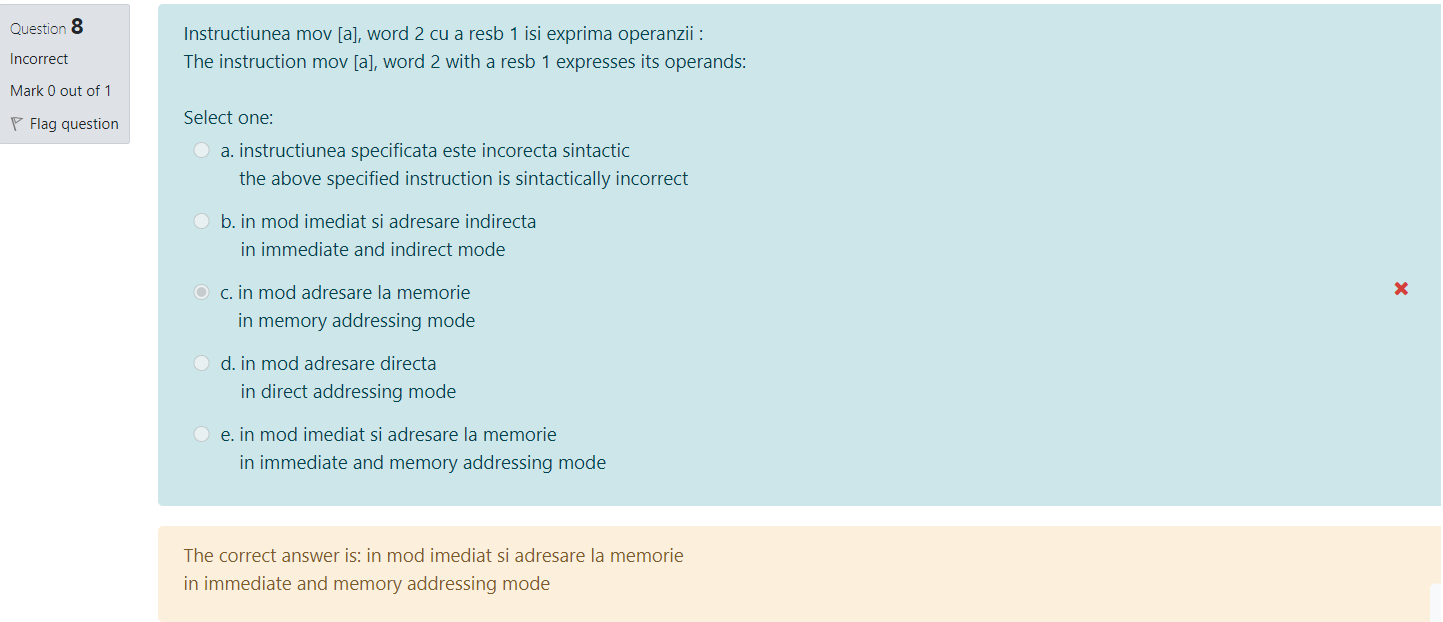 Question 8
Incorrect
Mark 0 out of 1
Flag question
Instructiunea mov [a], word 2 cu a resb 1 isi exprima operanzii :
The instruction mov [a], word 2 with a resb 1 expresses its operands:
Select one:
a. instructiunea specificata este incorecta sintactic
the above specified instruction is sintactically incorrect
b. in mod imediat si adresare indirecta
in immediate and indirect mode
c. in mod adresare la memorie
in memory addressing mode
d. in mod adresare directa
in direct addressing mode
e. in mod imediat si adresare la memorie
in immediate and memory addressing mode
The correct answer is: in mod imediat si adresare la memorie
in immediate and memory addressing mode